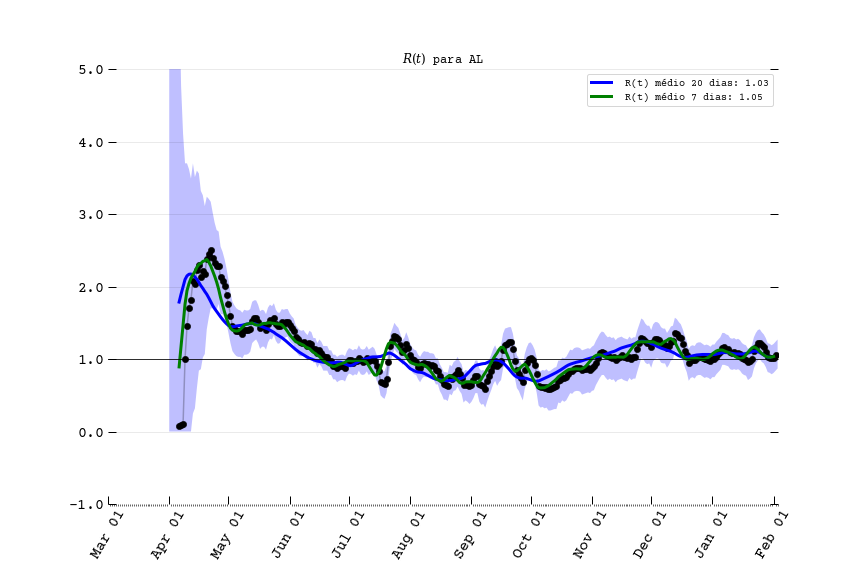 R(t) para AL
R(t) médio 20 dias: 1.03
R(t) médio 7 dias: 1.05
5.0
4.0
3.0
2.0
1.0
0.0
-1.0
Mar 01
Apr 01
May 01
Jun 01
Jul 01
Aug 01
Sep 01
Oct 01
Nov 01
Dec 01
Jan 01
Feb 01